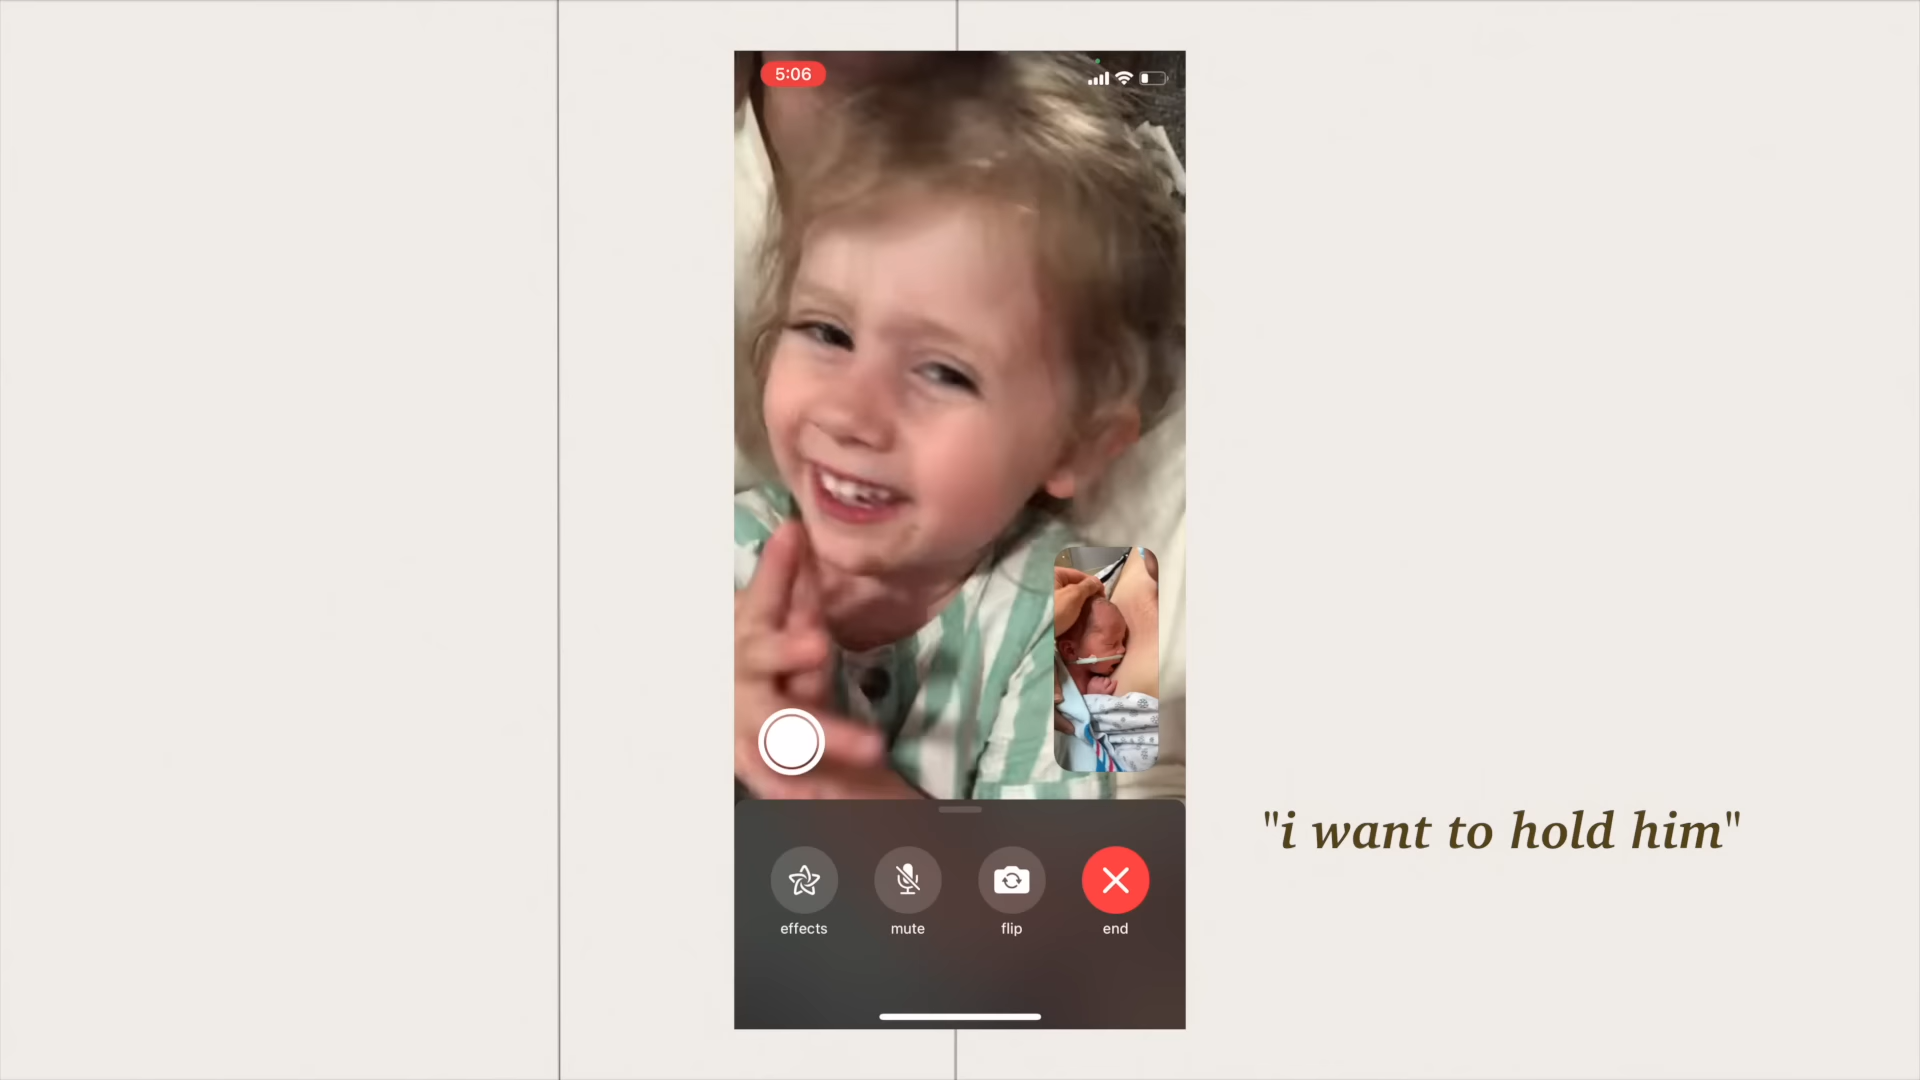 5:06
"i want to hold him"
effects
mute
flip
end